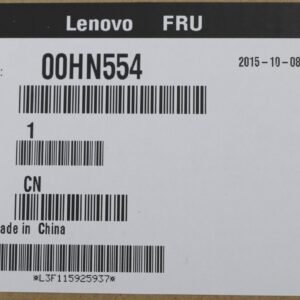 Lenovo FRU
: 00HN554 2015-10-08
1
CN
ade in China
*L3F115925937*